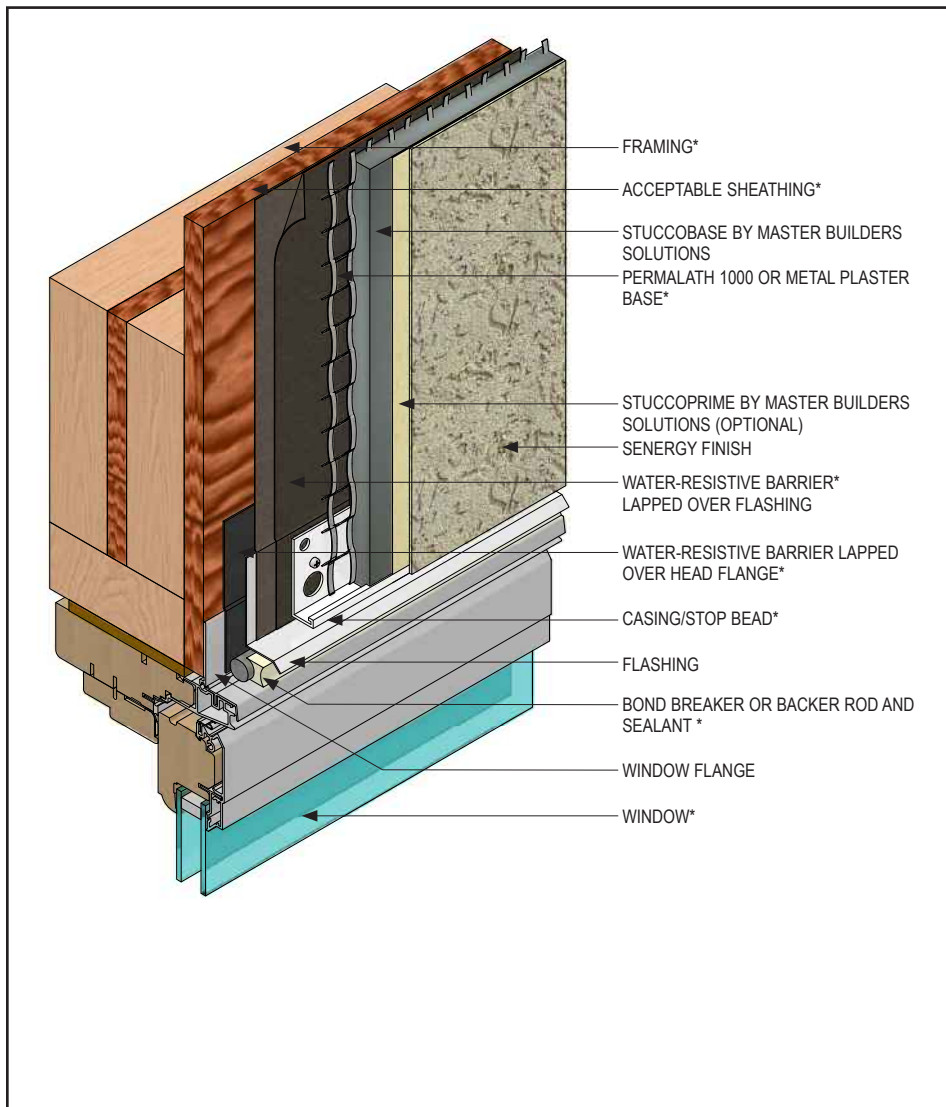 FRAMING*
ACCEPTABLE SHEATHING*
STUCCOBASE BY MASTER BUILDERS
SOLUTIONS
PERMALATH 1000 OR METAL PLASTER
BASE*
STUCCOPRIME BY MASTER BUILDERS
SOLUTIONS (OPTIONAL)
SENERGY FINISH
WATER-RESISTIVE BARRIER*
LAPPED OVER FLASHING
WATER-RESISTIVE BARRIER LAPPED
OVER HEAD FLANGE*
CASING/STOP BEAD*
FLASHING
BOND BREAKER OR BACKER ROD AND
SEALANT *
WINDOW FLANGE
WINDOW*